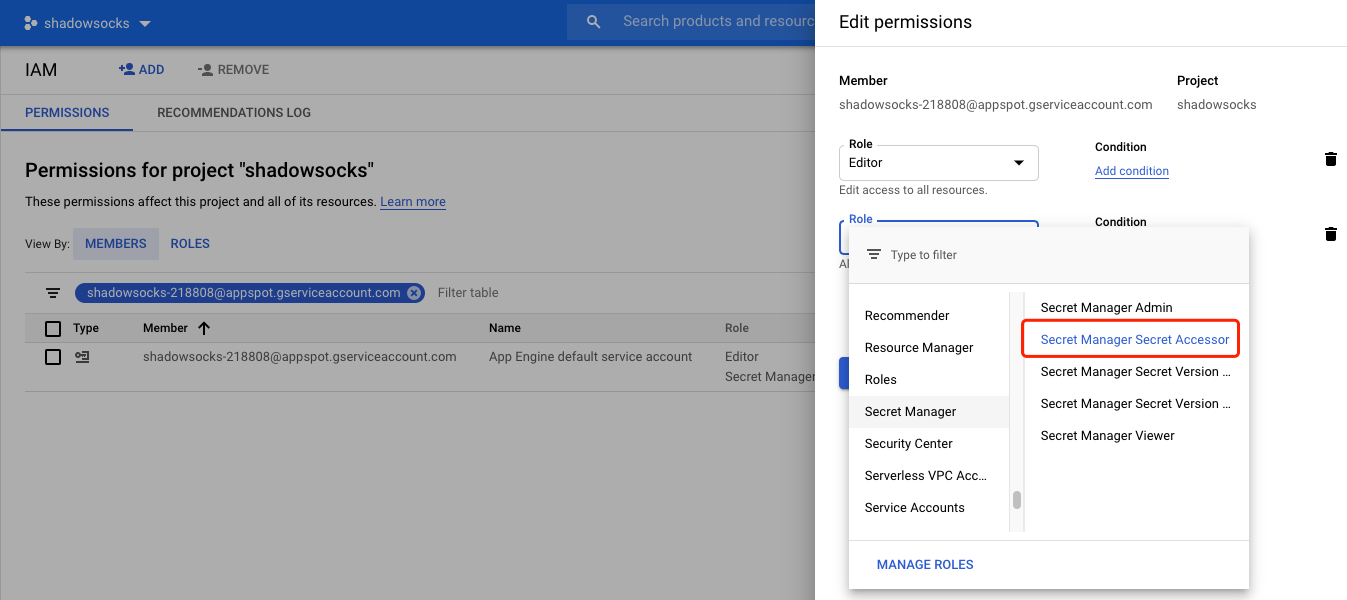 shadowsocks
Search products and resourc
IAM
ADD
REMOVE
PERMISSIONS
RECOMMENDATIONS LOG
Permissions for project "shadowsocks"
These permissions affect this project and all of its resources. Learn more
View By:
MEMBERS
ROLES
shadowsocks-218808@appspot.gserviceaccount.com
Filter table
Type
Member
Name
Role
shadowsocks-218808@appspot.gserviceaccount.com
App Engine default service account
Editor
Secret Manager
Edit permissions
Member
Project
shadowsocks-218808@appspot.gserviceaccount.com
shadowsocks
Role
Editor
Edit access to all resources.
Condition
Add condition
Role
Condition
Al
Type to filter
Recommender
Resource Manager
Roles
Secret Manager
Security Center
Serverless VPC Acc...
Service Accounts
Secret Manager Admin
Secret Manager Secret Accessor
Secret Manager Secret Version ...
Secret Manager Secret Version ...
Secret Manager Viewer
MANAGE ROLES